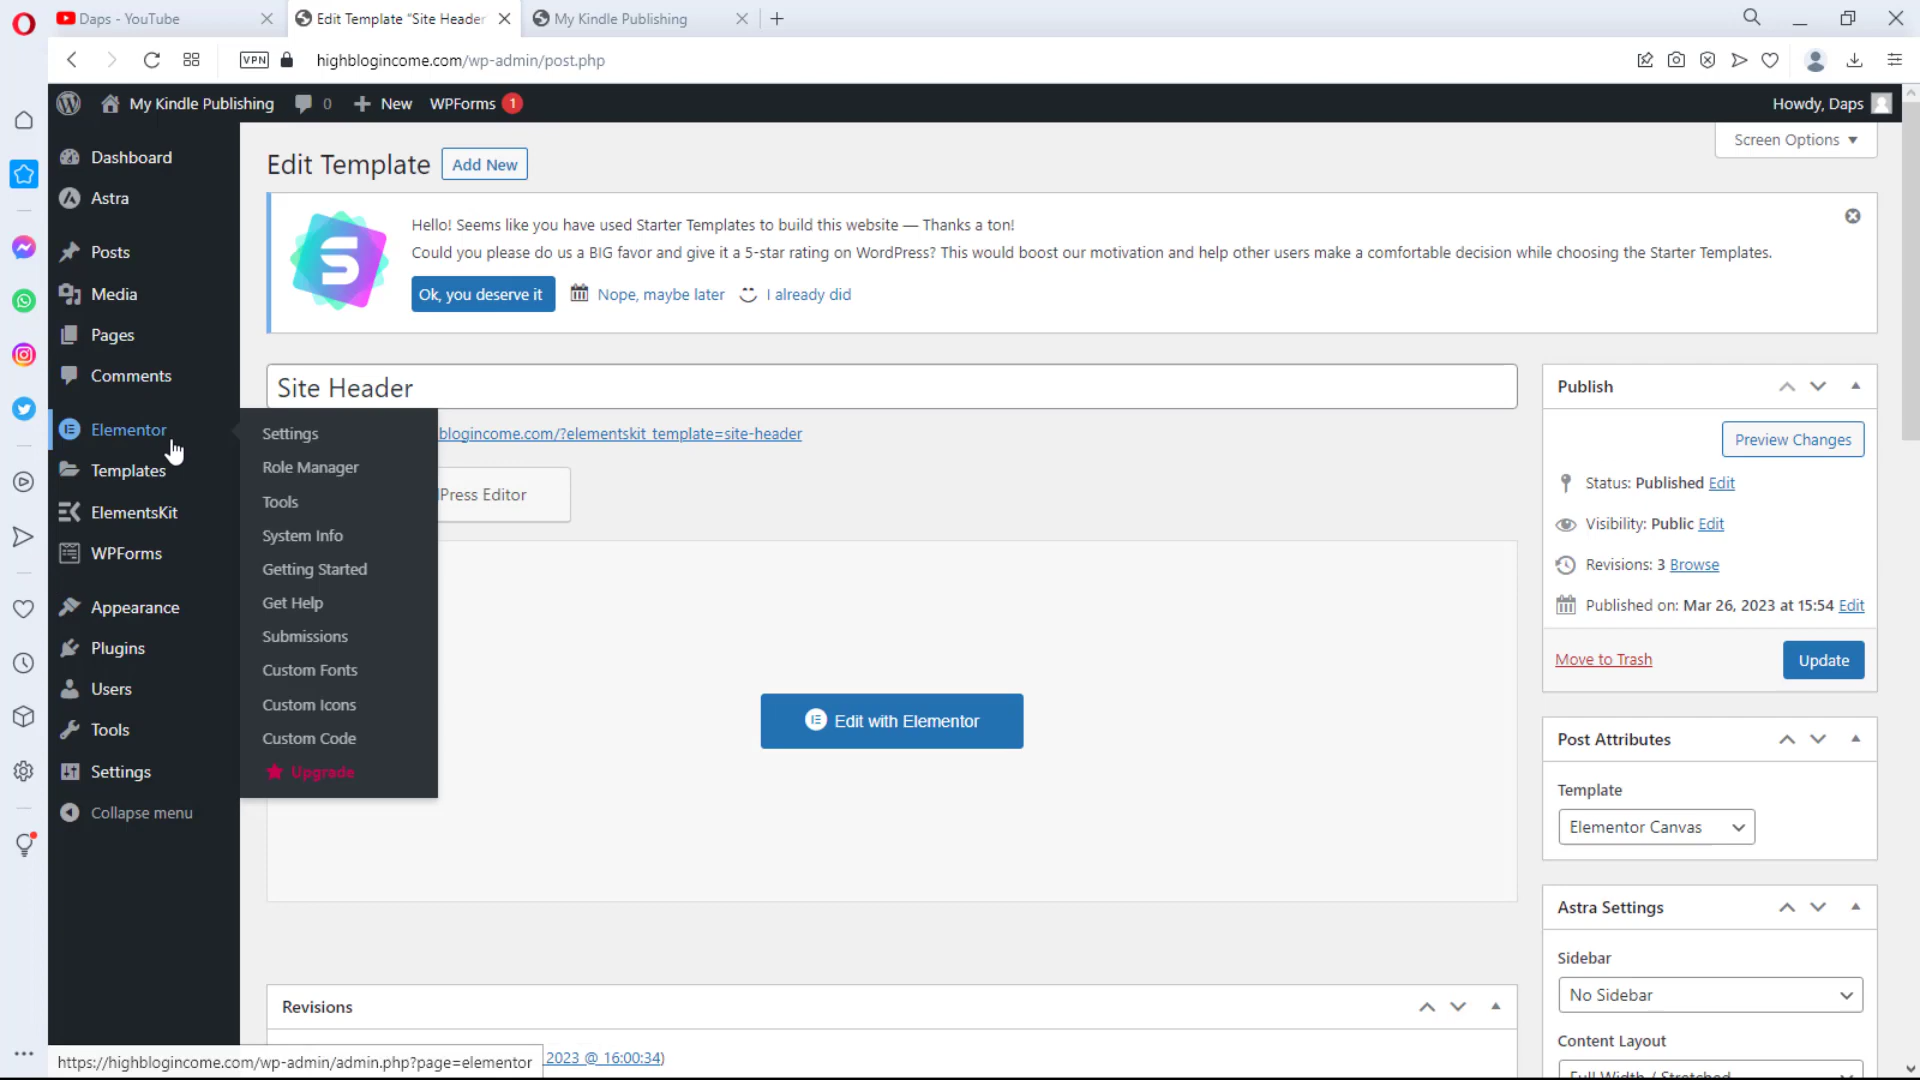 Daps - YouTube
Edit Template "Site Header"
My Kindle Publishing
VPN
highblogincome.com/wp-admin/post.php
My Kindle Publishing
0
New
WPForms
1
Howdy, Daps
Dashboard
Astra
Posts
Media
Pages
Comments
Elementor
Templates
ElementsKit
WPForms
Appearance
Plugins
Users
Tools
Settings
Collapse menu
Settings
Role Manager
Tools
System Info
Getting Started
Get Help
Submissions
Custom Fonts
Custom Icons
Custom Code
Upgrade
Screen Options
Edit Template
Add New
Hello! Seems like you have used Starter Templates to build this website — Thanks a ton!
Could you please do us a BIG favor and give it a 5-star rating on WordPress? This would boost our motivation and help other users make a comfortable decision while choosing the Starter Templates.
Ok, you deserve it
Nope, maybe later
I already did
Site Header
blogincome.com/?elementskit_template=site-header
Press Editor
Edit with Elementor
Revisions
2023 @ 16:00:34)
Publish
Preview Changes
Status: Published Edit
Visibility: Public Edit
Revisions: 3 Browse
Published on: Mar 26, 2023 at 15:54 Edit
Move to Trash
Update
Post Attributes
Template
Elementor Canvas
Astra Settings
Sidebar
No Sidebar
Content Layout
Full Width / Stretched
https://highblogincome.com/wp-admin/admin.php?page=elementor